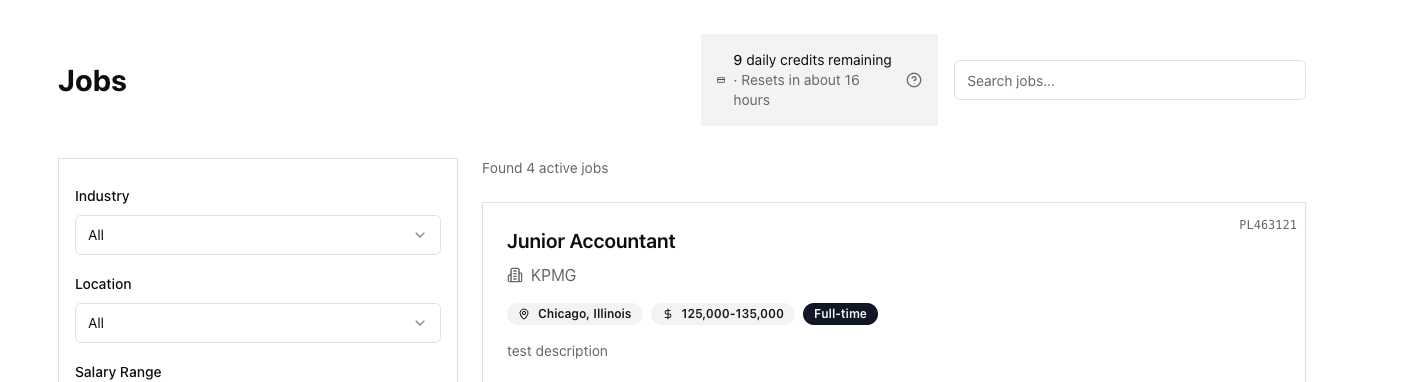 Jobs
9 daily credits remaining
· Resets in about 16
hours
Search jobs...
Industry
All
Location
All
Salary Range
Found 4 active jobs
PL463121
Junior Accountant
KPMG
Chicago, Illinois
$ 125,000-135,000
Full-time
test description